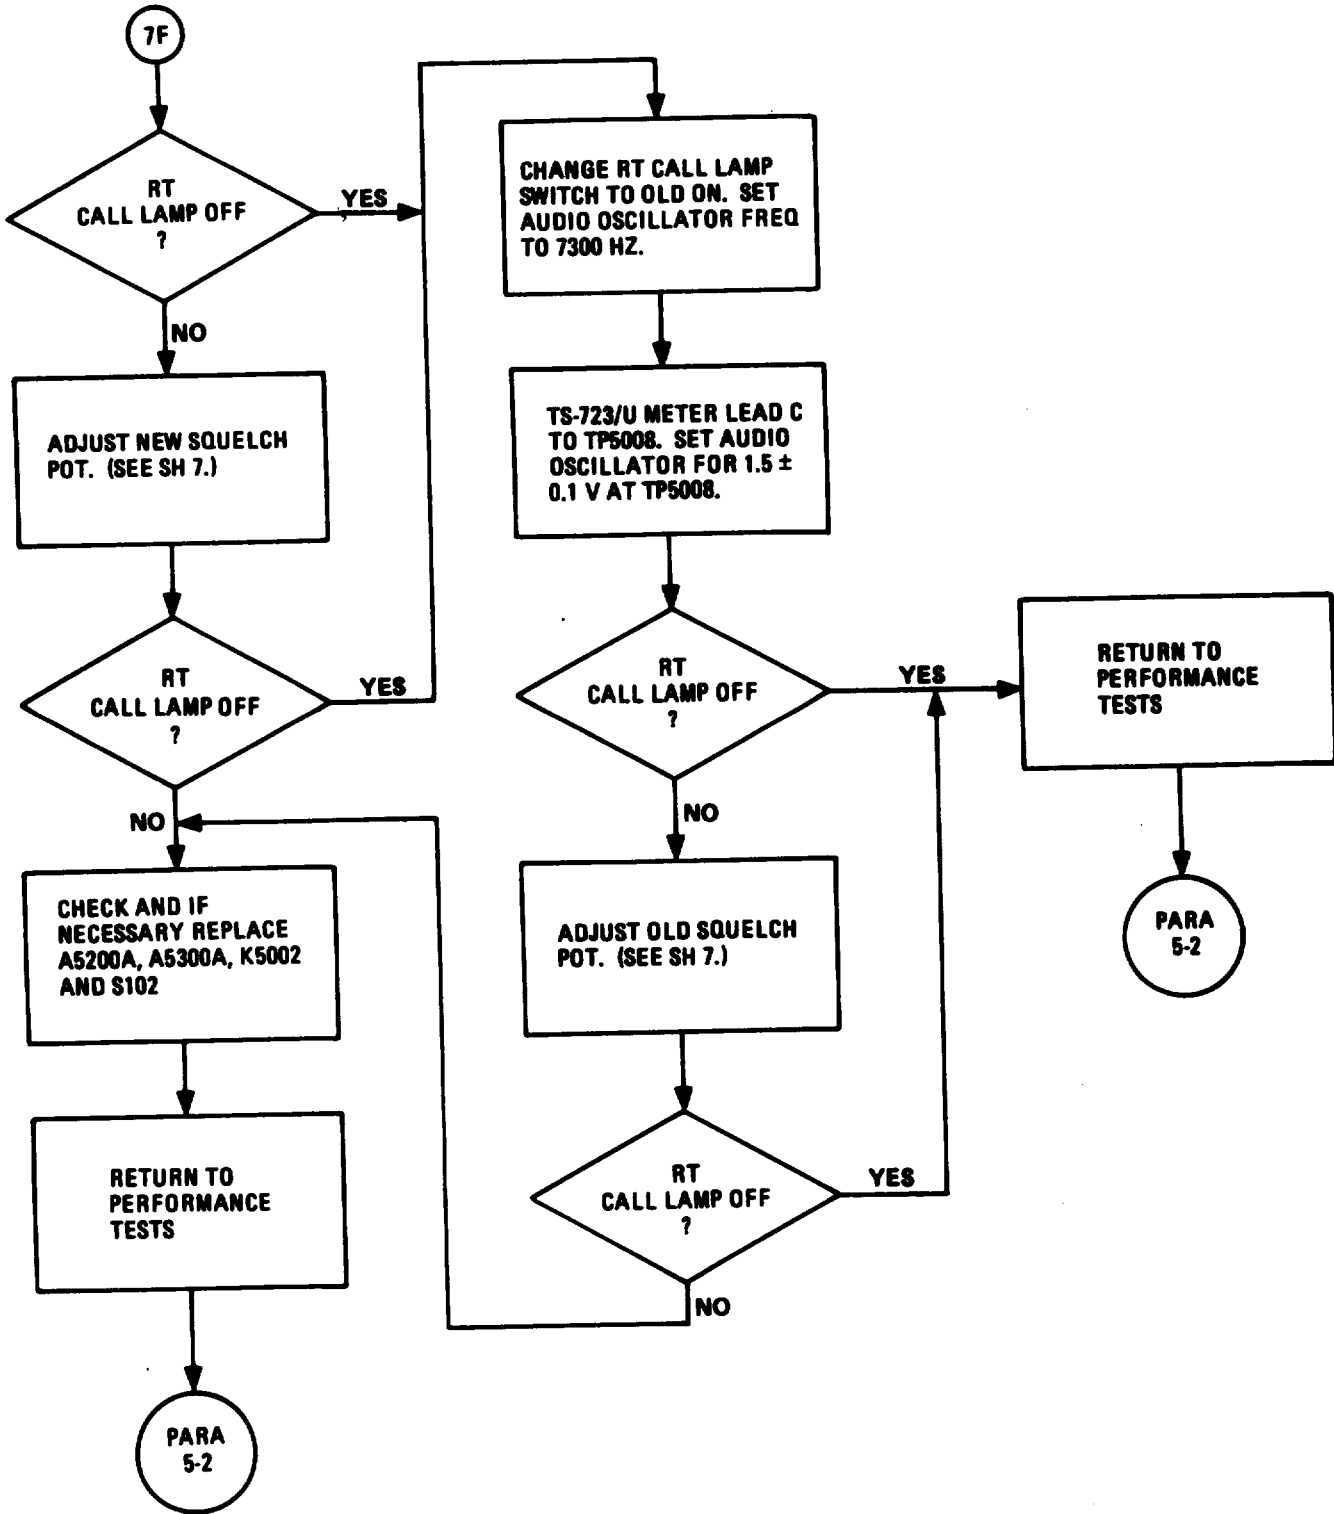 7F
RT
CALL LAMP OFF
?
YES
NO
ADJUST NEW SQUELCH
POT. (SEE SH 7.)
RT
CALL LAMP OFF
?
YES
NO
CHECK AND IF
NECESSARY REPLACE
A5200A, A5300A, K5002
AND S102
RETURN TO
PERFORMANCE
TESTS
PARA
5-2
CHANGE RT CALL LAMP
SWITCH TO OLD ON. SET
AUDIO OSCILLATOR FREQ
TO 7300 HZ.
TS-723/U METER LEAD C
TO TP5008. SET AUDIO
OSCILLATOR FOR 1.5 ±
0.1 V AT TP5008.
RT
CALL LAMP OFF
?
YES
NO
ADJUST OLD SQUELCH
POT. (SEE SH 7.)
RT
CALL LAMP OFF
?
YES
NO
RETURN TO
PERFORMANCE
TESTS
PARA
5-2